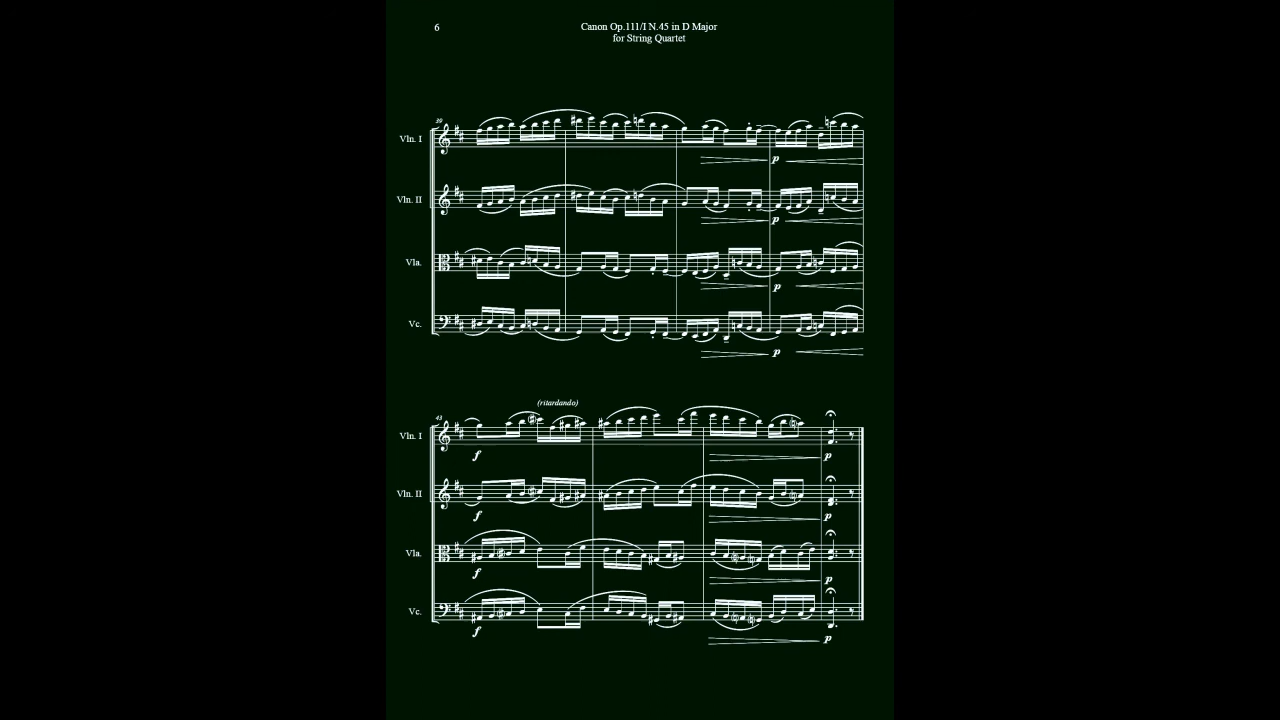 6
Canon Op.111/I N.45 in D Major
for String Quartet
39
Vln. I
p
Vln. II
p
Vla.
p
Vc.
p
(ritardando)
43
Vln. I
f
p
Vln. II
f
p
Vla.
f
p
Vc.
f
p